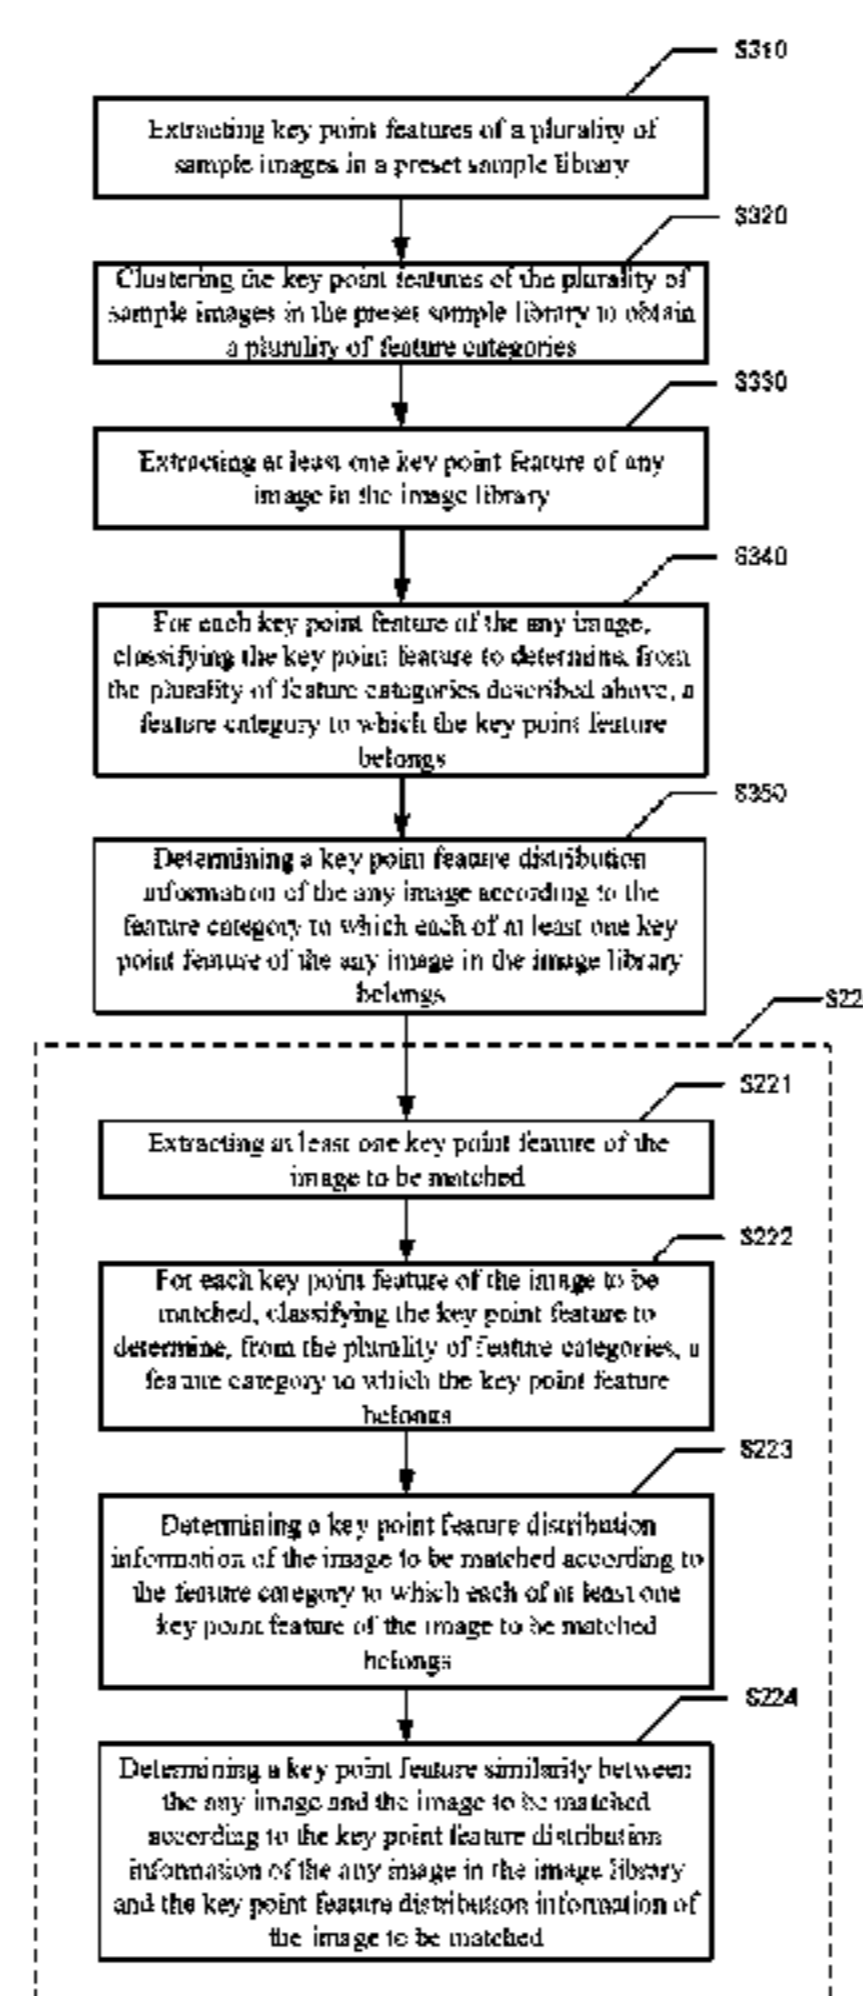 S310
Extracting key point features of a plurality of
sample images in a preset sample library
S320
Clustering the key point features of the plurality of
sample images in the preset sample library to obtain
a plurality of feature categories
S330
Extracting at least one key point feature of any
image in the image library
S340
For each key point feature of the any image,
classifying the key point feature to determine, from
the plurality of feature categories described above, a
feature category to which the key point feature
belongs
S350
Determining a key point feature distribution
information of the any image according to the
feature category to which each of at least one key
point feature of the any image in the image library
belongs
S22
S221
Extracting at least one key point feature of the
image to be matched
S222
For each key point feature of the image to be
matched, classifying the key point feature to
determine, from the plurality of feature categories, a
feature category to which the key point feature
belongs
S223
Determining a key point feature distribution
information of the image to be matched according to
the feature category to which each of at least one
key point feature of the image to be matched
belongs
S224
Determining a key point feature similarity between
the any image and the image to be matched
according to the key point feature distribution
information of the any image in the image library
and the key point feature distribution information of
the image to be matched